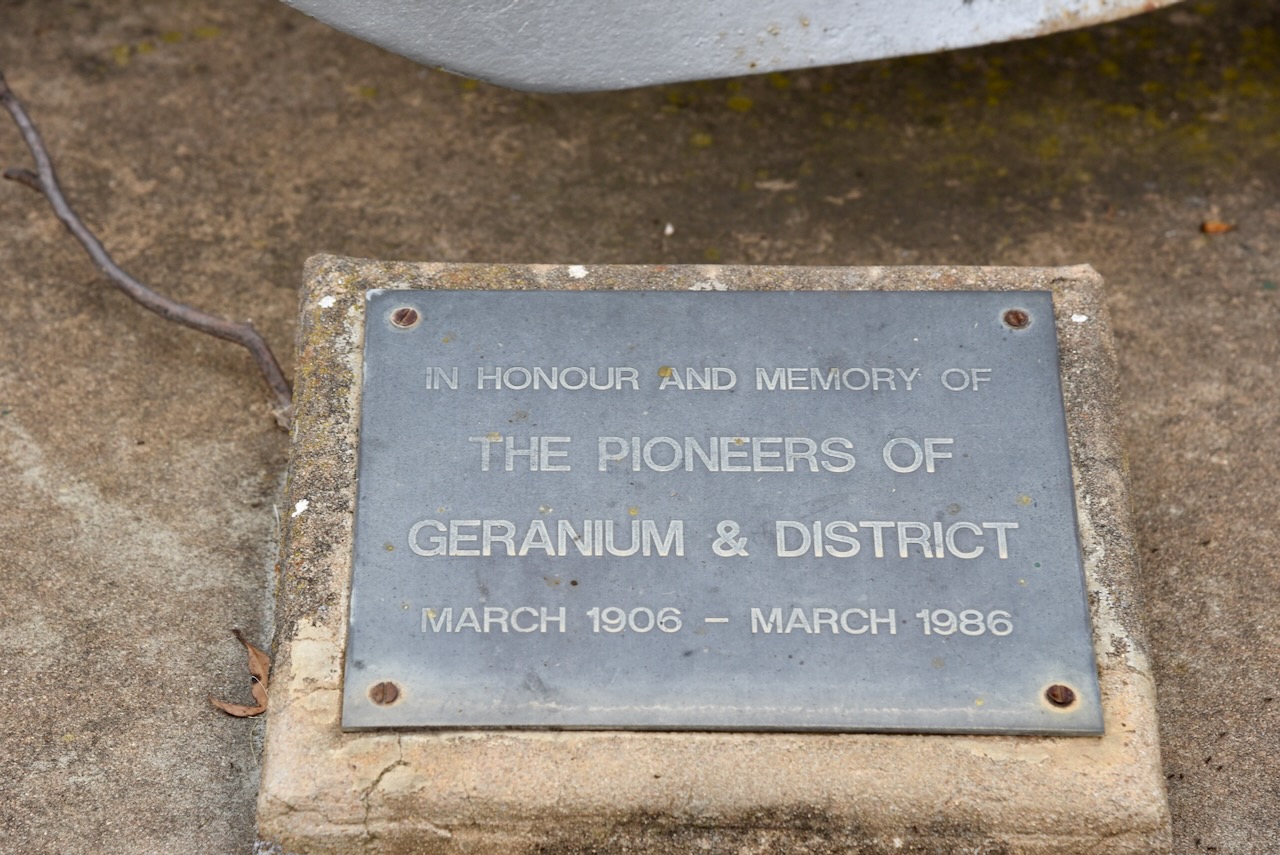 IN HONOUR AND MEMORY OF
THE PIONEERS OF
GERANIUM & DISTRICT
MARCH 1906 – MARCH 1986